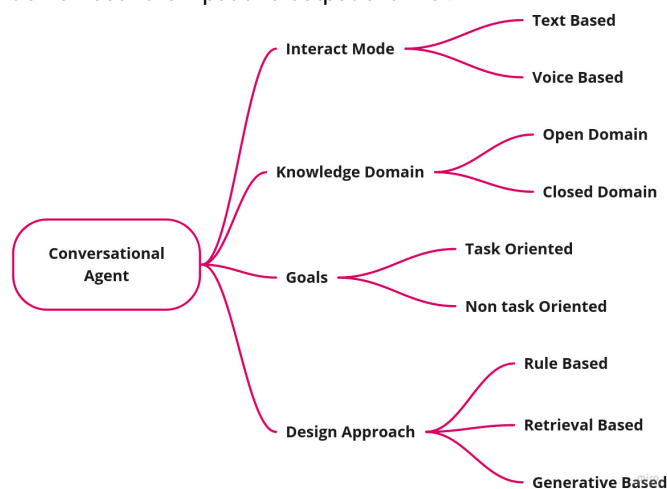 Text Based
Interact Mode
Voice Based
Open Domain
Knowledge Domain
Closed Domain
Conversational
Agent
Task Oriented
Goals
Non task Oriented
Rule Based
Retrieval Based
Design Approach
Generative Based
miro